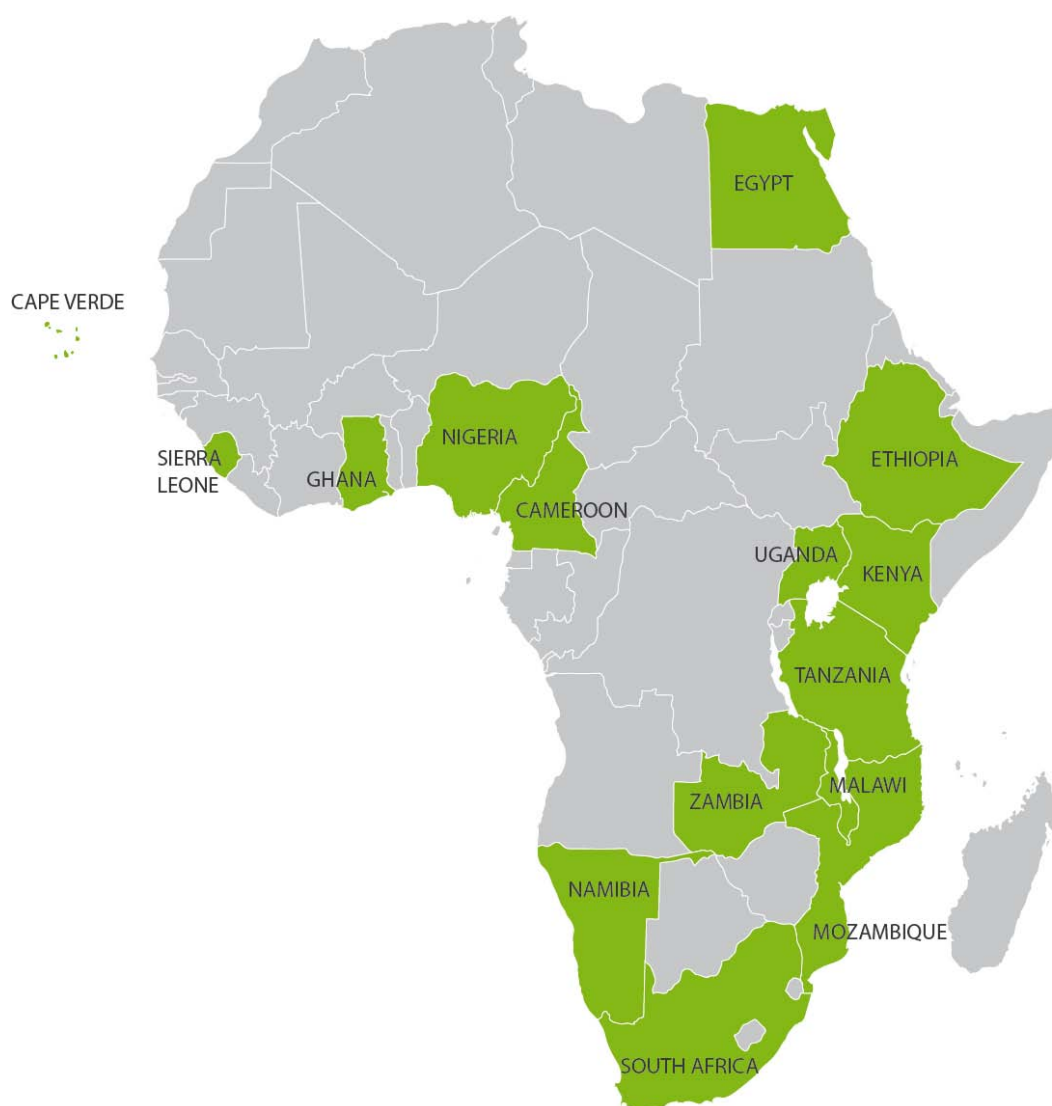 EGYPT
CAPE VERDE
NIGERIA
SIERRA
LEONE
GHANA
ETHIOPIA
CAMEROON
UGANDA
KENYA
TANZANIA
MALAWI
ZAMBIA
NAMIBIA
MOZAMBIQUE
SOUTH AFRICA